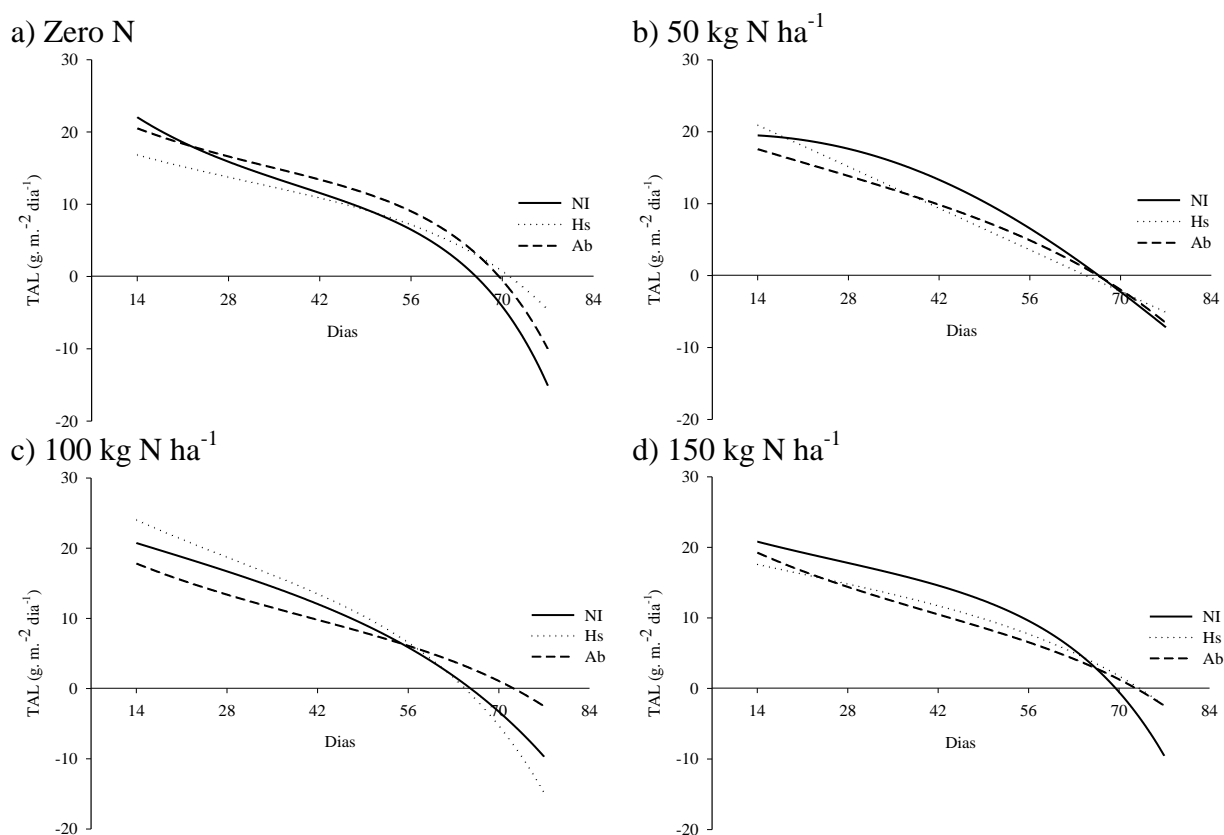 a) Zero N
30
20
10
0
-10
-20
TAL (g. m.⁻² dia⁻¹)
14 28 42 56 70 84
Dias
NI
Hs
Ab
b) 50 kg N ha⁻¹
30
20
10
0
-10
-20
TAL (g. m.⁻² dia⁻¹)
14 28 42 56 70 84
Dias
NI
Hs
Ab
c) 100 kg N ha⁻¹
30
20
10
0
-10
-20
TAL (g. m.⁻² dia⁻¹)
14 28 42 56 70 84
Dias
NI
Hs
Ab
d) 150 kg N ha⁻¹
30
20
10
0
-10
-20
TAL (g. m.⁻² dia⁻¹)
14 28 42 56 70 84
Dias
NI
Hs
Ab